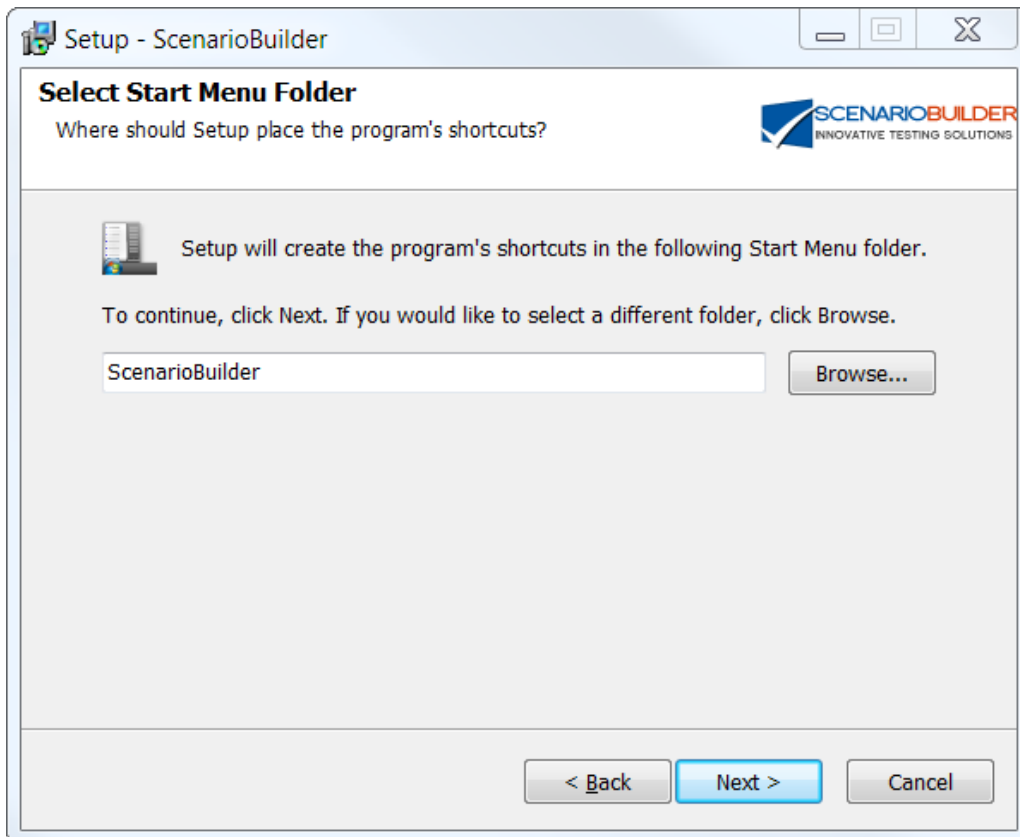 Setup - ScenarioBuilder
Select Start Menu Folder
Where should Setup place the program's shortcuts?
SCENARIOBUILDER
INNOVATIVE TESTING SOLUTIONS
Setup will create the program's shortcuts in the following Start Menu folder.
To continue, click Next. If you would like to select a different folder, click Browse.
ScenarioBuilder
Browse...
< Back
Next >
Cancel